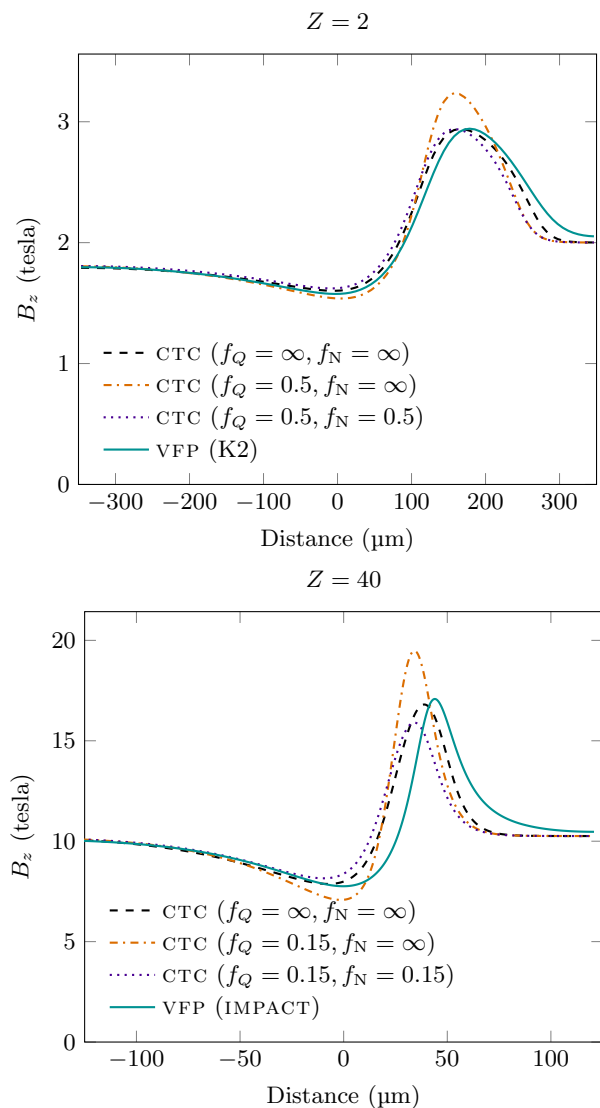 Z = 2
3
2
1
0
B_z (tesla)
CTC (f_Q = ∞, f_N = ∞)
CTC (f_Q = 0.5, f_N = ∞)
CTC (f_Q = 0.5, f_N = 0.5)
VFP (K2)
−300 −200 −100 0 100 200 300
Distance (µm)
Z = 40
20
15
10
5
0
B_z (tesla)
CTC (f_Q = ∞, f_N = ∞)
CTC (f_Q = 0.15, f_N = ∞)
CTC (f_Q = 0.15, f_N = 0.15)
VFP (IMPACT)
−100 −50 0 50 100
Distance (µm)